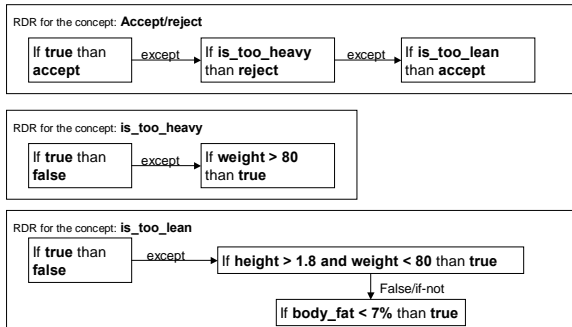 RDR for the concept: Accept/reject
If true than
accept
except
If is_too_heavy
than reject
except
If is_too_lean
than accept
RDR for the concept: is_too_heavy
If true than
false
except
If weight > 80
than true
RDR for the concept: is_too_lean
If true than
false
except
If height > 1.8 and weight < 80 than true
False/if-not
If body_fat < 7% than true